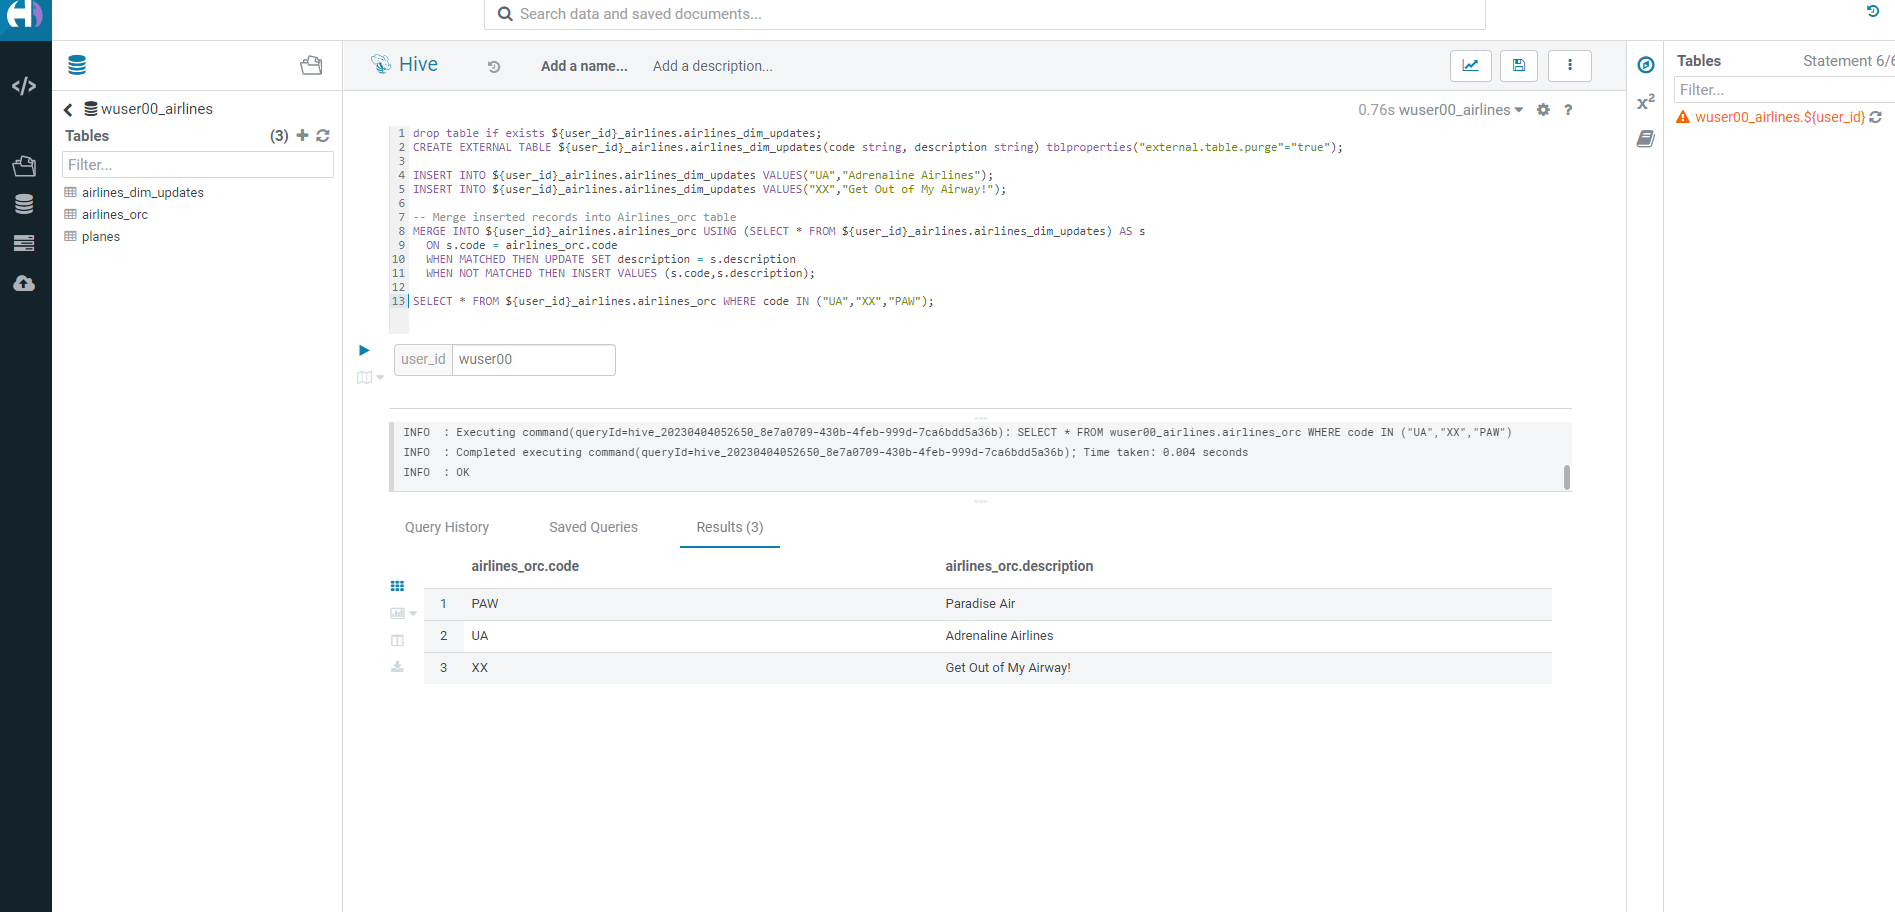 Search data and saved documents...
Hive
Add a name...
Add a description...
wuser00_airlines
Tables
(3)
Filter...
airlines_dim_updates
airlines_orc
planes
0.76s wuser00_airlines
?
1 drop table if exists ${user_id}_airlines.airlines_dim_updates;
2 CREATE EXTERNAL TABLE ${user_id}_airlines.airlines_dim_updates(code string, description string) tblproperties("external.table.purge"="true");
3
4 INSERT INTO ${user_id}_airlines.airlines_dim_updates VALUES("UA","Adrenaline Airlines");
5 INSERT INTO ${user_id}_airlines.airlines_dim_updates VALUES("XX","Get Out of My Airway!");
6
7 -- Merge inserted records into Airlines_orc table
8 MERGE INTO ${user_id}_airlines.airlines_orc USING (SELECT * FROM ${user_id}_airlines.airlines_dim_updates) AS s
9 ON s.code = airlines_orc.code
10 WHEN MATCHED THEN UPDATE SET description = s.description
11 WHEN NOT MATCHED THEN INSERT VALUES (s.code,s.description);
12
13 SELECT * FROM ${user_id}_airlines.airlines_orc WHERE code IN ("UA","XX","PAW");
user_id wuser00
INFO : Executing command(queryId=hive_20230404052650_8e7a0709-430b-4feb-999d-7ca6bdd5a36b): SELECT * FROM wuser00_airlines.airlines_orc WHERE code IN ("UA","XX","PAW")
INFO : Completed executing command(queryId=hive_20230404052650_8e7a0709-430b-4feb-999d-7ca6bdd5a36b); Time taken: 0.004 seconds
INFO : OK
Query History
Saved Queries
Results (3)
airlines_orc.code airlines_orc.description
1 PAW Paradise Air
2 UA Adrenaline Airlines
3 XX Get Out of My Airway!
x²
Tables
Statement 6/6
Filter...
wuser00_airlines.${user_id}